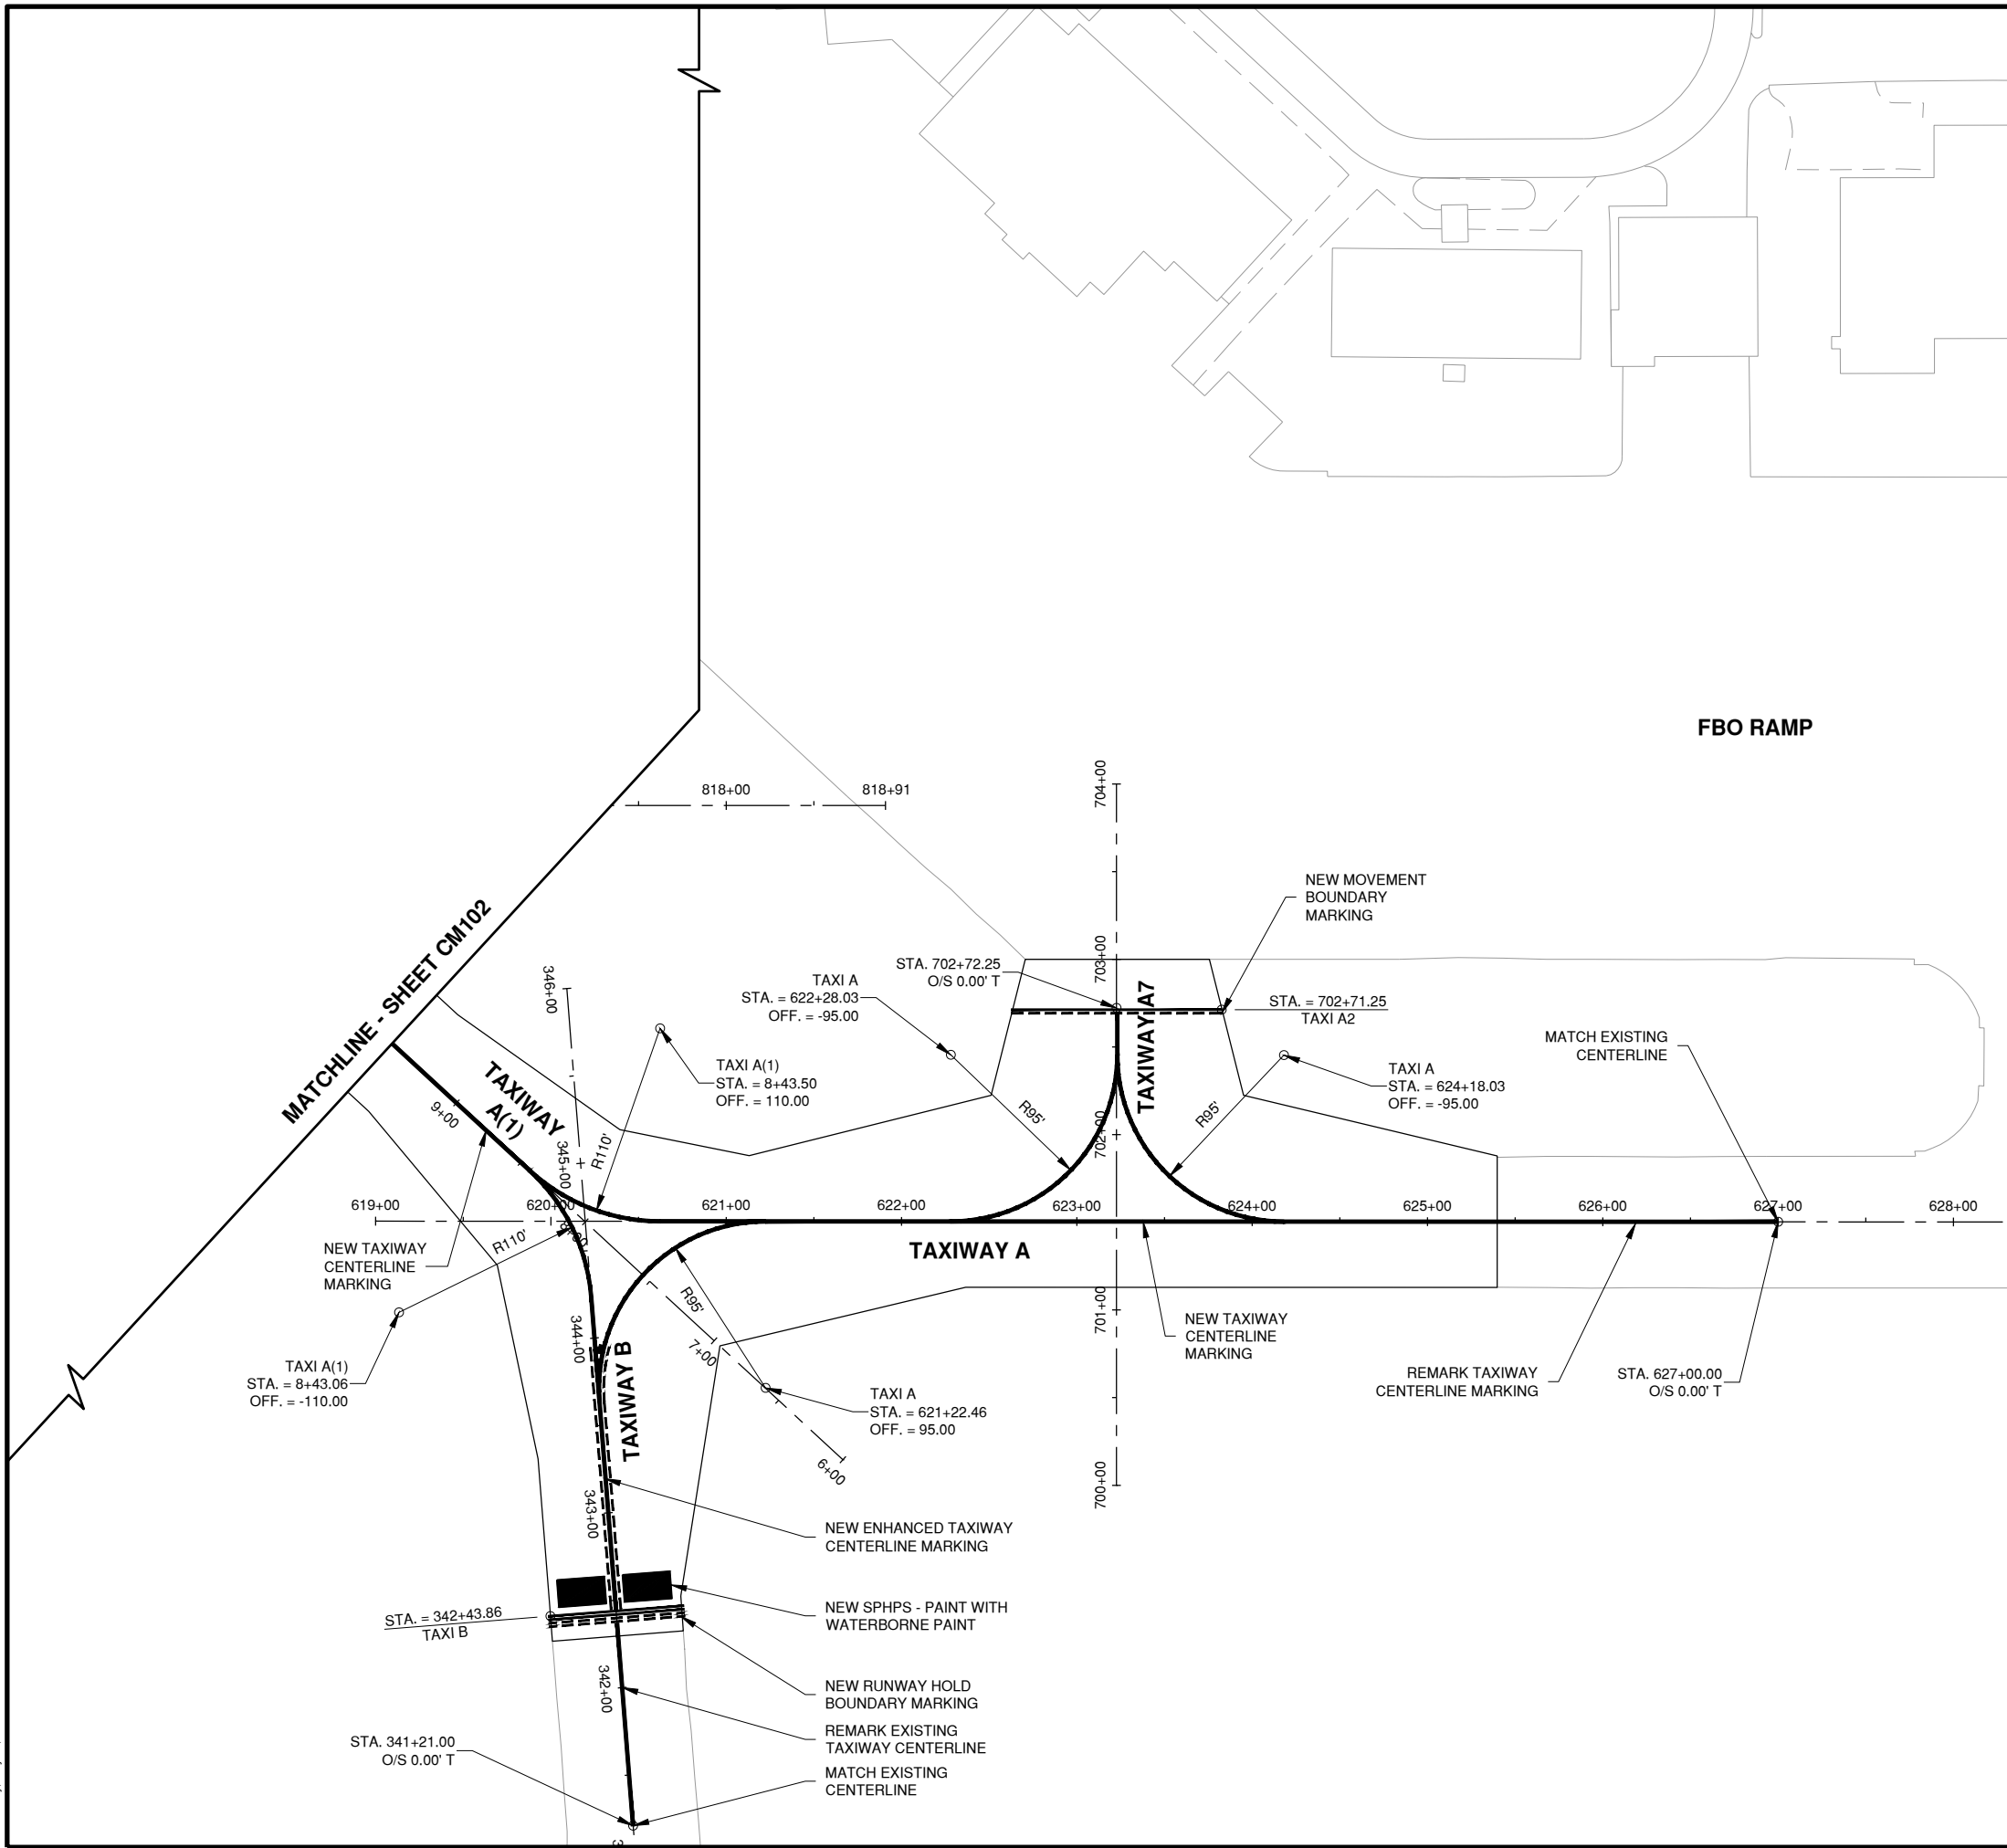 FBO RAMP
818+00
818+91
704+00
NEW MOVEMENT
BOUNDARY
MARKING
MATCHLINE - SHEET CM102
703+00
STA. 702+72.25
O/S 0.00' T
346+00
TAXI A
STA. = 622+28.03
OFF. = -95.00
TAXIWAY A7
STA. = 702+71.25
TAXI A2
MATCH EXISTING
CENTERLINE
TAXIWAY
A(1)
TAXI A(1)
STA. = 8+43.50
OFF. = 110.00
TAXI A
STA. = 624+18.03
OFF. = -95.00
9+00
R95'
R95'
702+00
R110'
345+00
619+00
620+00
621+00
622+00
623+00
624+00
625+00
626+00
627+00
628+00
8+00
R110'
NEW TAXIWAY
CENTERLINE
MARKING
TAXIWAY A
R95'
701+00
NEW TAXIWAY
CENTERLINE
MARKING
344+00
7+00
TAXIWAY B
TAXI A(1)
STA. = 8+43.06
OFF. = -110.00
REMARK TAXIWAY
CENTERLINE MARKING
STA. 627+00.00
O/S 0.00' T
TAXI A
STA. = 621+22.46
OFF. = 95.00
6+00
700+00
343+00
NEW ENHANCED TAXIWAY
CENTERLINE MARKING
STA. = 342+43.86
TAXI B
NEW SPHPS - PAINT WITH
WATERBORNE PAINT
342+00
NEW RUNWAY HOLD
BOUNDARY MARKING
REMARK EXISTING
TAXIWAY CENTERLINE
STA. 341+21.00
O/S 0.00' T
MATCH EXISTING
CENTERLINE